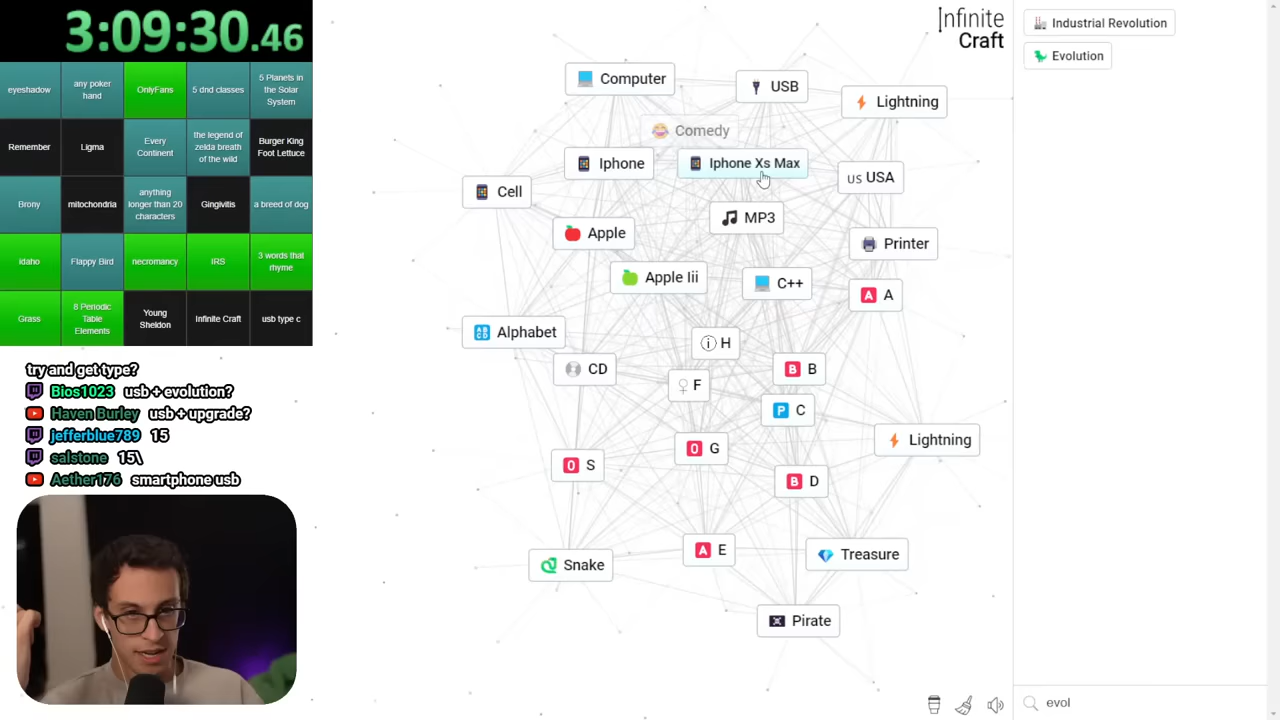 3:09:30.46
eyeshadow
any poker
hand
OnlyFans
5 dnd classes
5 Planets in
the Solar
System
Remember
Ligma
Every
Continent
the legend of
zelda breath
of the wild
Burger King
Foot Lettuce
Brony
mitochondria
anything
longer than 20
characters
Gingivitis
a breed of dog
idaho
Flappy Bird
necromancy
IRS
3 words that
rhyme
Grass
8 Periodic
Table
Elements
Young
Sheldon
Infinite Craft
usb type c
try and get type?
Bios1023 usb + evolution?
Haven Burley usb + upgrade?
jefferblue789 15
salstone 15\
Aether176 smartphone usb
Infinite
Craft
Computer
USB
Lightning
Comedy
Iphone
Iphone Xs Max
US USA
Cell
MP3
Apple
Printer
Apple Iii
C++
A A
Alphabet
H
CD
B B
F
P C
Lightning
O G
O S
B D
A E
Treasure
Snake
Pirate
Industrial Revolution
Evolution
evol